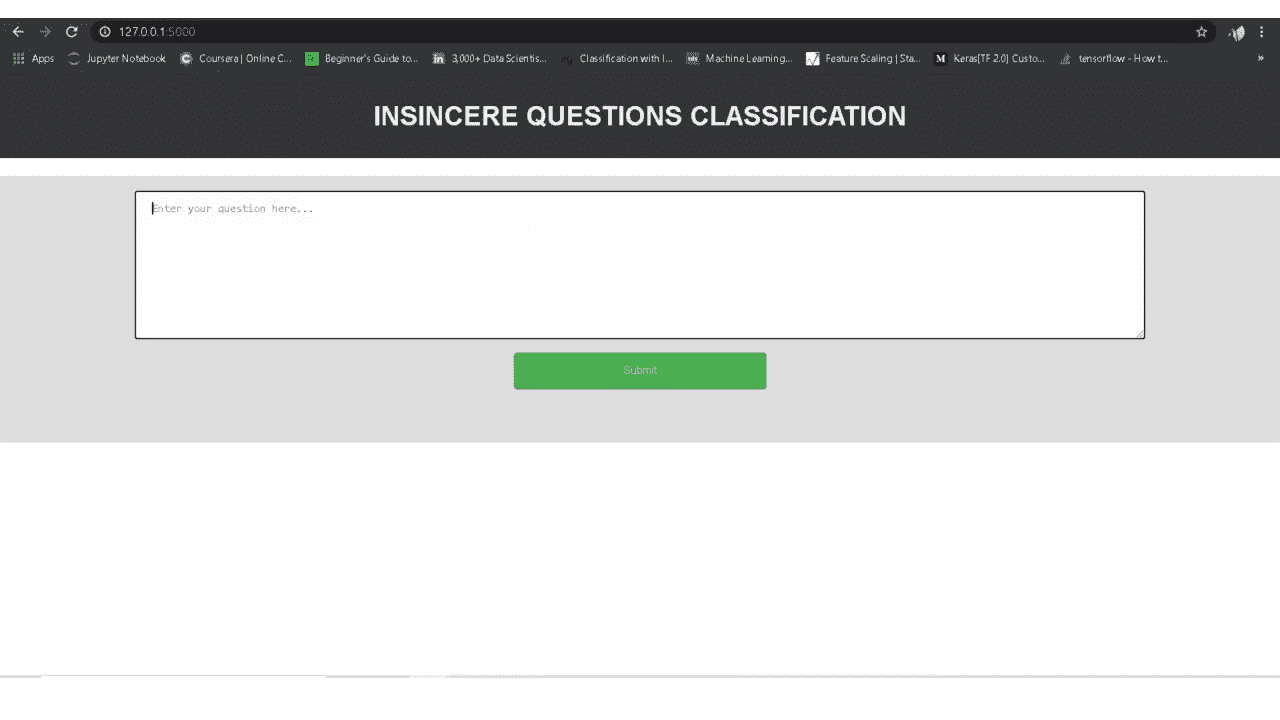 127.0.0.1:5000
Apps Jupyter Notebook Coursera | Online C... Beginner's Guide to... 3,000+ Data Scientis... Classification with I... Machine Learning... Feature Scaling | Sta... Keras[TF 2.0] Custo... tensorflow - How t...
INSINCERE QUESTIONS CLASSIFICATION
Enter your question here...
Submit